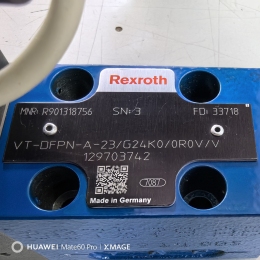 Rexroth
MNR: R901318756 SN: 3 FD: 33718
VT-DFPN-A-23/G24K0/0R0V/V
129703742
Made in Germany
7087
HUAWEI Mate60 Pro | XMAGE